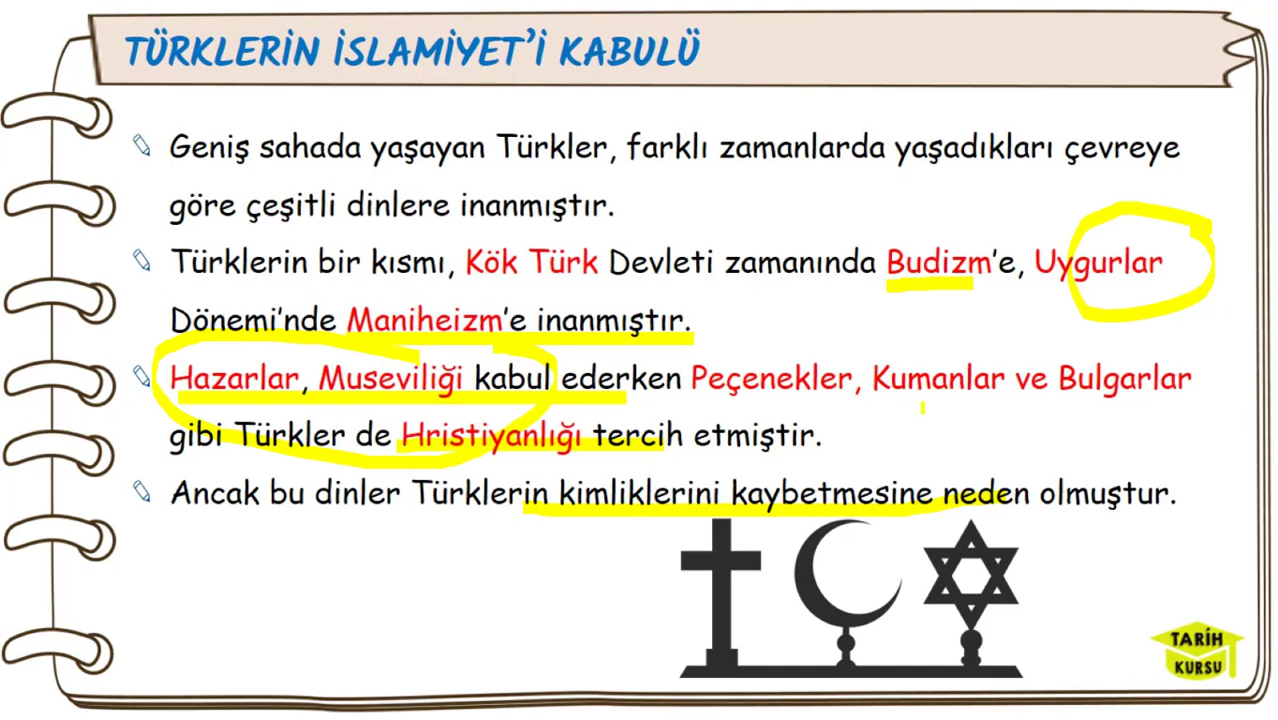 TÜRKLERİN İSLAMİYET’İ KABULÜ
Geniş sahada yaşayan Türkler, farklı zamanlarda yaşadıkları çevreye
göre çeşitli dinlere inanmıştır.
Türklerin bir kısmı, Kök Türk Devleti zamanında Budizm’e, Uygurlar
Dönemi’nde Maniheizm’e inanmıştır.
Hazarlar, Museviliği kabul ederken Peçenekler, Kumanlar ve Bulgarlar
gibi Türkler de Hristiyanlığı tercih etmiştir.
Ancak bu dinler Türklerin kimliklerini kaybetmesine neden olmuştur.
TARİH
KURSU